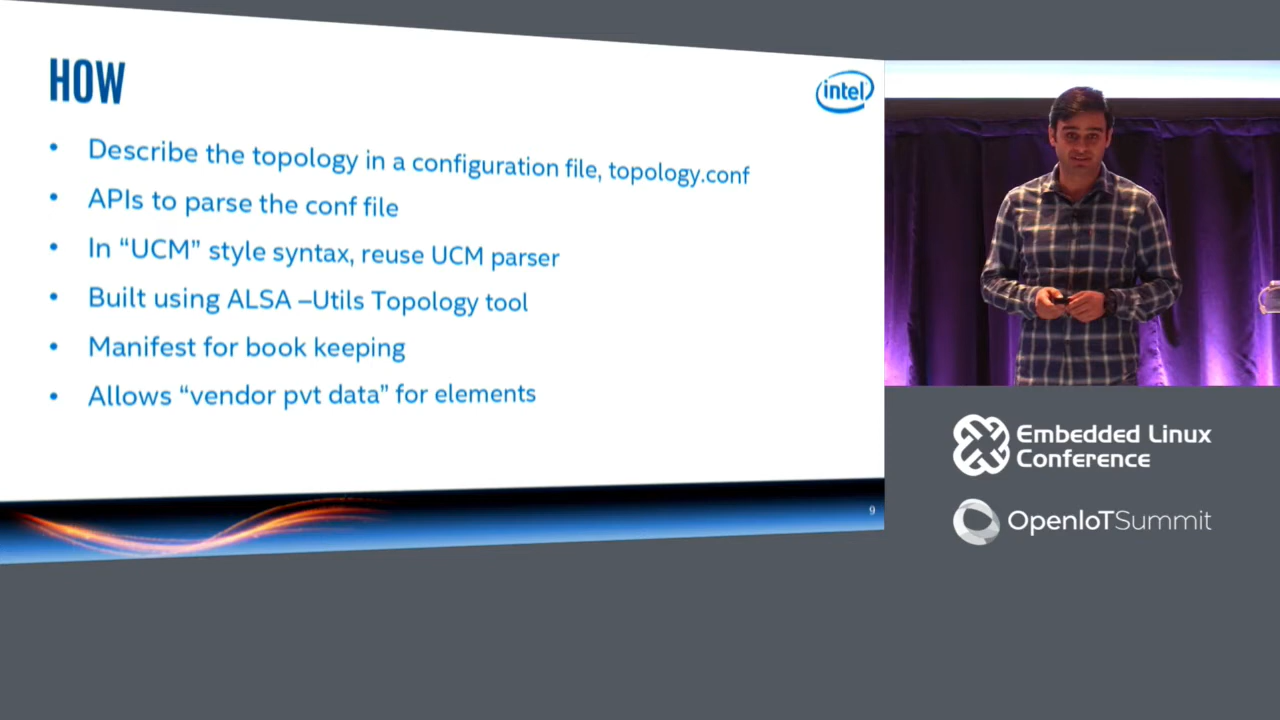 HOW
intel
• Describe the topology in a configuration file, topology.conf
• APIs to parse the conf file
• In “UCM” style syntax, reuse UCM parser
• Built using ALSA –Utils Topology tool
• Manifest for book keeping
• Allows “vendor pvt data” for elements
9
Embedded Linux
Conference
OpenIoTSummit